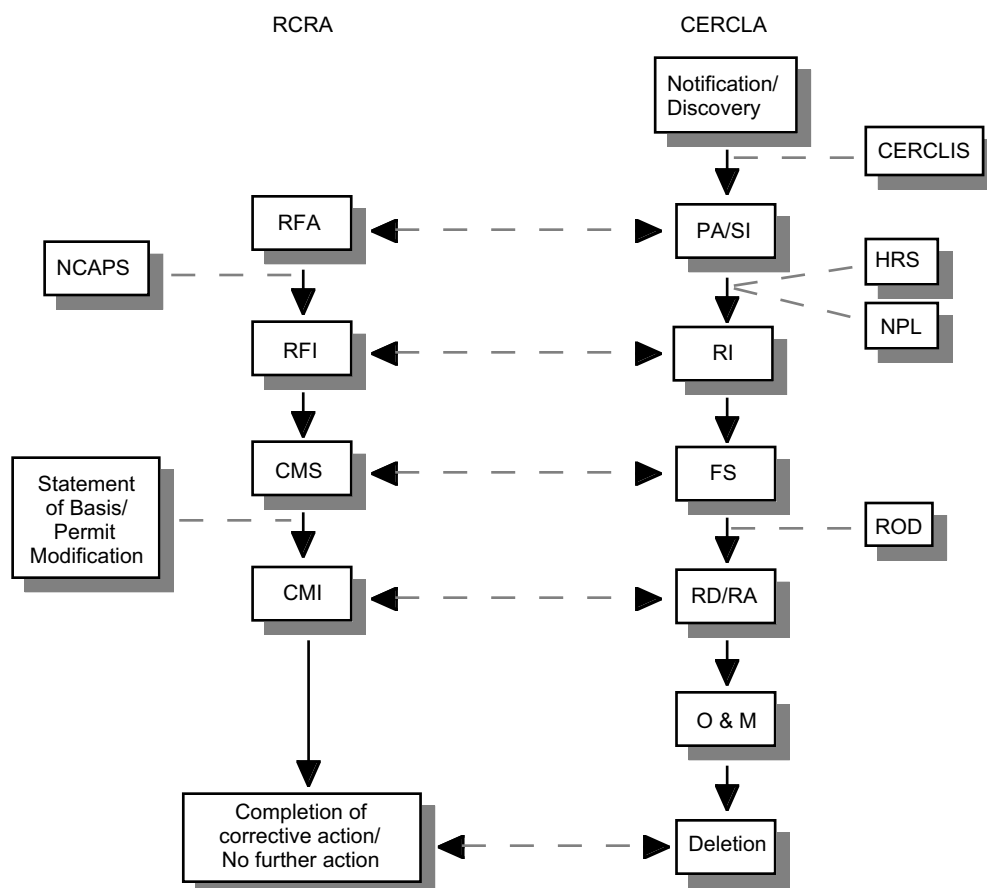 RCRA
CERCLA
Notification/
Discovery
CERCLIS
RFA
PA/SI
NCAPS
HRS
NPL
RFI
RI
CMS
FS
Statement
of Basis/
Permit
Modification
ROD
CMI
RD/RA
O & M
Completion of
corrective action/
No further action
Deletion